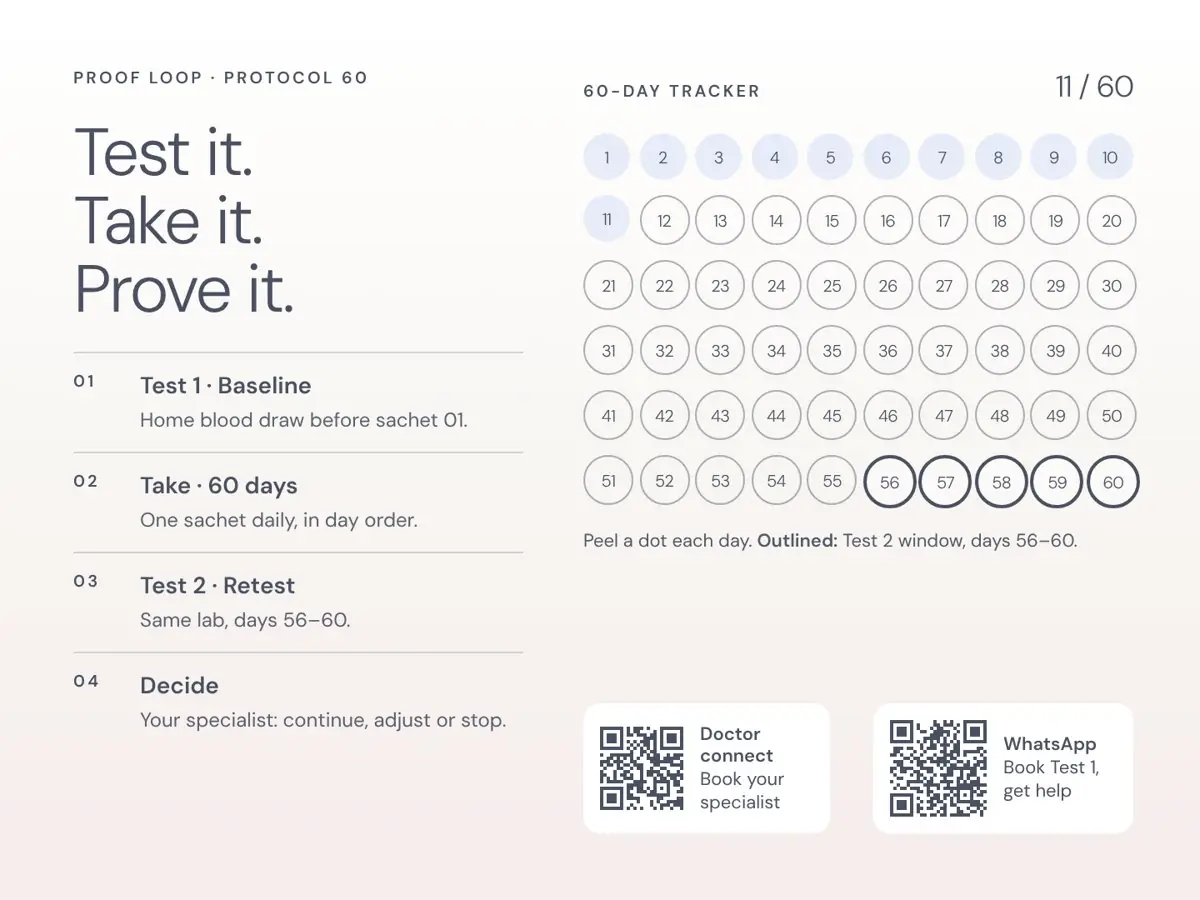 PROOF LOOP · PROTOCOL 60
Test it.
Take it.
Prove it.
01
Test 1 · Baseline
Home blood draw before sachet 01.
02
Take · 60 days
One sachet daily, in day order.
03
Test 2 · Retest
Same lab, days 56–60.
04
Decide
Your specialist: continue, adjust or stop.
60-DAY TRACKER
11 / 60
1 2 3 4 5 6 7 8 9 10
11 12 13 14 15 16 17 18 19 20
21 22 23 24 25 26 27 28 29 30
31 32 33 34 35 36 37 38 39 40
41 42 43 44 45 46 47 48 49 50
51 52 53 54 55 56 57 58 59 60
Peel a dot each day. Outlined: Test 2 window, days 56–60.
Doctor
connect
Book your
specialist
WhatsApp
Book Test 1,
get help